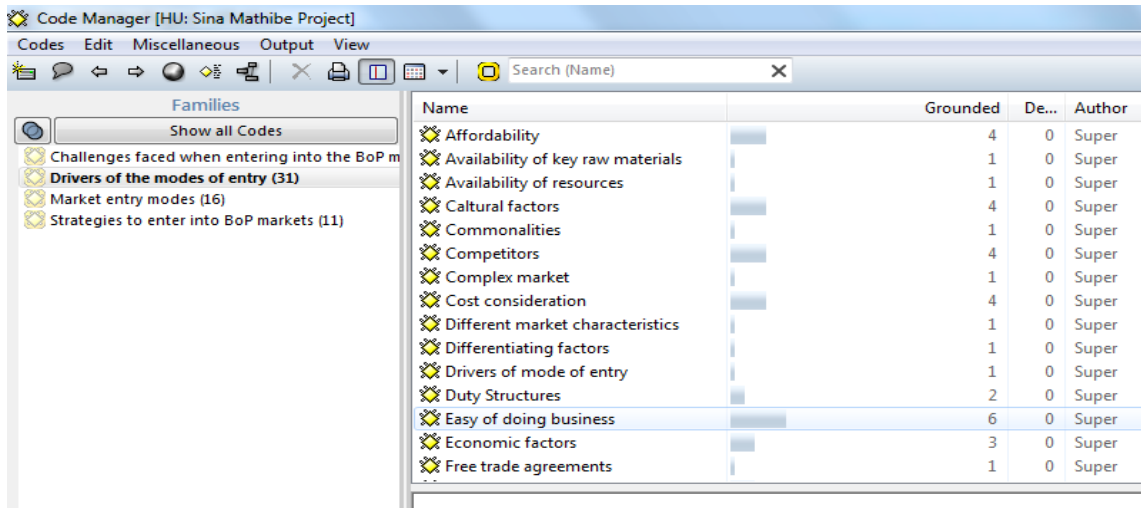 Code Manager [HU: Sina Mathibe Project]
Codes Edit Miscellaneous Output View
Search (Name)
Families
Show all Codes
Challenges faced when entering into the BoP m
Drivers of the modes of entry (31)
Market entry modes (16)
Strategies to enter into BoP markets (11)
Name Grounded De... Author
Affordability 4 0 Super
Availability of key raw materials 1 0 Super
Availability of resources 1 0 Super
Caltural factors 4 0 Super
Commonalities 1 0 Super
Competitors 4 0 Super
Complex market 1 0 Super
Cost consideration 4 0 Super
Different market characteristics 1 0 Super
Differentiating factors 1 0 Super
Drivers of mode of entry 1 0 Super
Duty Structures 2 0 Super
Easy of doing business 6 0 Super
Economic factors 3 0 Super
Free trade agreements 1 0 Super